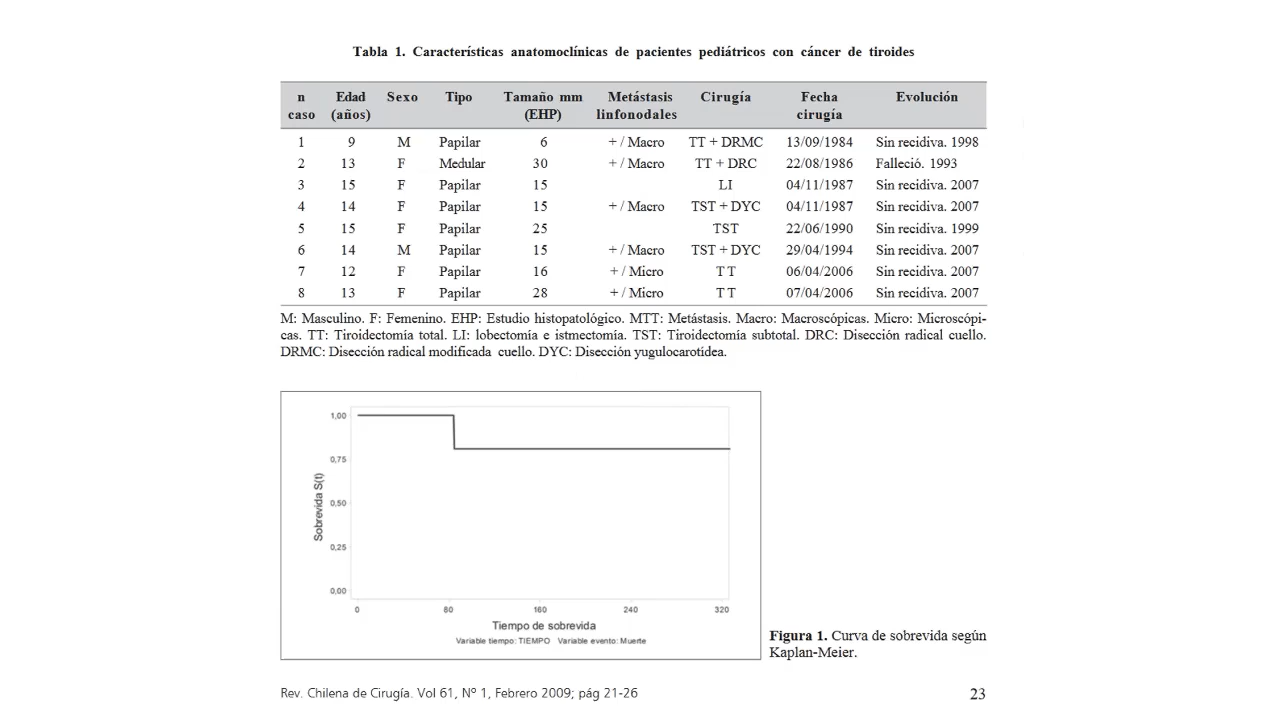 Tabla 1. Características anatomoclínicas de pacientes pediátricos con cáncer de tiroides
n caso Edad (años) Sexo Tipo Tamaño mm (EHP) Metástasis linfonodales Cirugía Fecha cirugía Evolución
1 9 M Papilar 6 + / Macro TT + DRMC 13/09/1984 Sin recidiva. 1998
2 13 F Medular 30 + / Macro TT + DRC 22/08/1986 Falleció. 1993
3 15 F Papilar 15 LI 04/11/1987 Sin recidiva. 2007
4 14 F Papilar 15 + / Macro TST + DYC 04/11/1987 Sin recidiva. 2007
5 15 F Papilar 25 TST 22/06/1990 Sin recidiva. 1999
6 14 M Papilar 15 + / Macro TST + DYC 29/04/1994 Sin recidiva. 2007
7 12 F Papilar 16 + / Micro T T 06/04/2006 Sin recidiva. 2007
8 13 F Papilar 28 + / Micro T T 07/04/2006 Sin recidiva. 2007
M: Masculino. F: Femenino. EHP: Estudio histopatológico. MTT: Metástasis. Macro: Macroscópicas. Micro: Microscópi-
cas. TT: Tiroidectomía total. LI: lobectomía e istmectomía. TST: Tiroidectomía subtotal. DRC: Disección radical cuello.
DRMC: Disección radical modificada cuello. DYC: Disección yugulocarotídea.
Sobrevida S(t)
1,00
0,75
0,50
0,25
0,00
0 80 160 240 320
Tiempo de sobrevida
Variable tiempo: TIEMPO Variable evento: Muerte
Figura 1. Curva de sobrevida según
Kaplan-Meier.
Rev. Chilena de Cirugía. Vol 61, Nº 1, Febrero 2009; pág 21-26
23